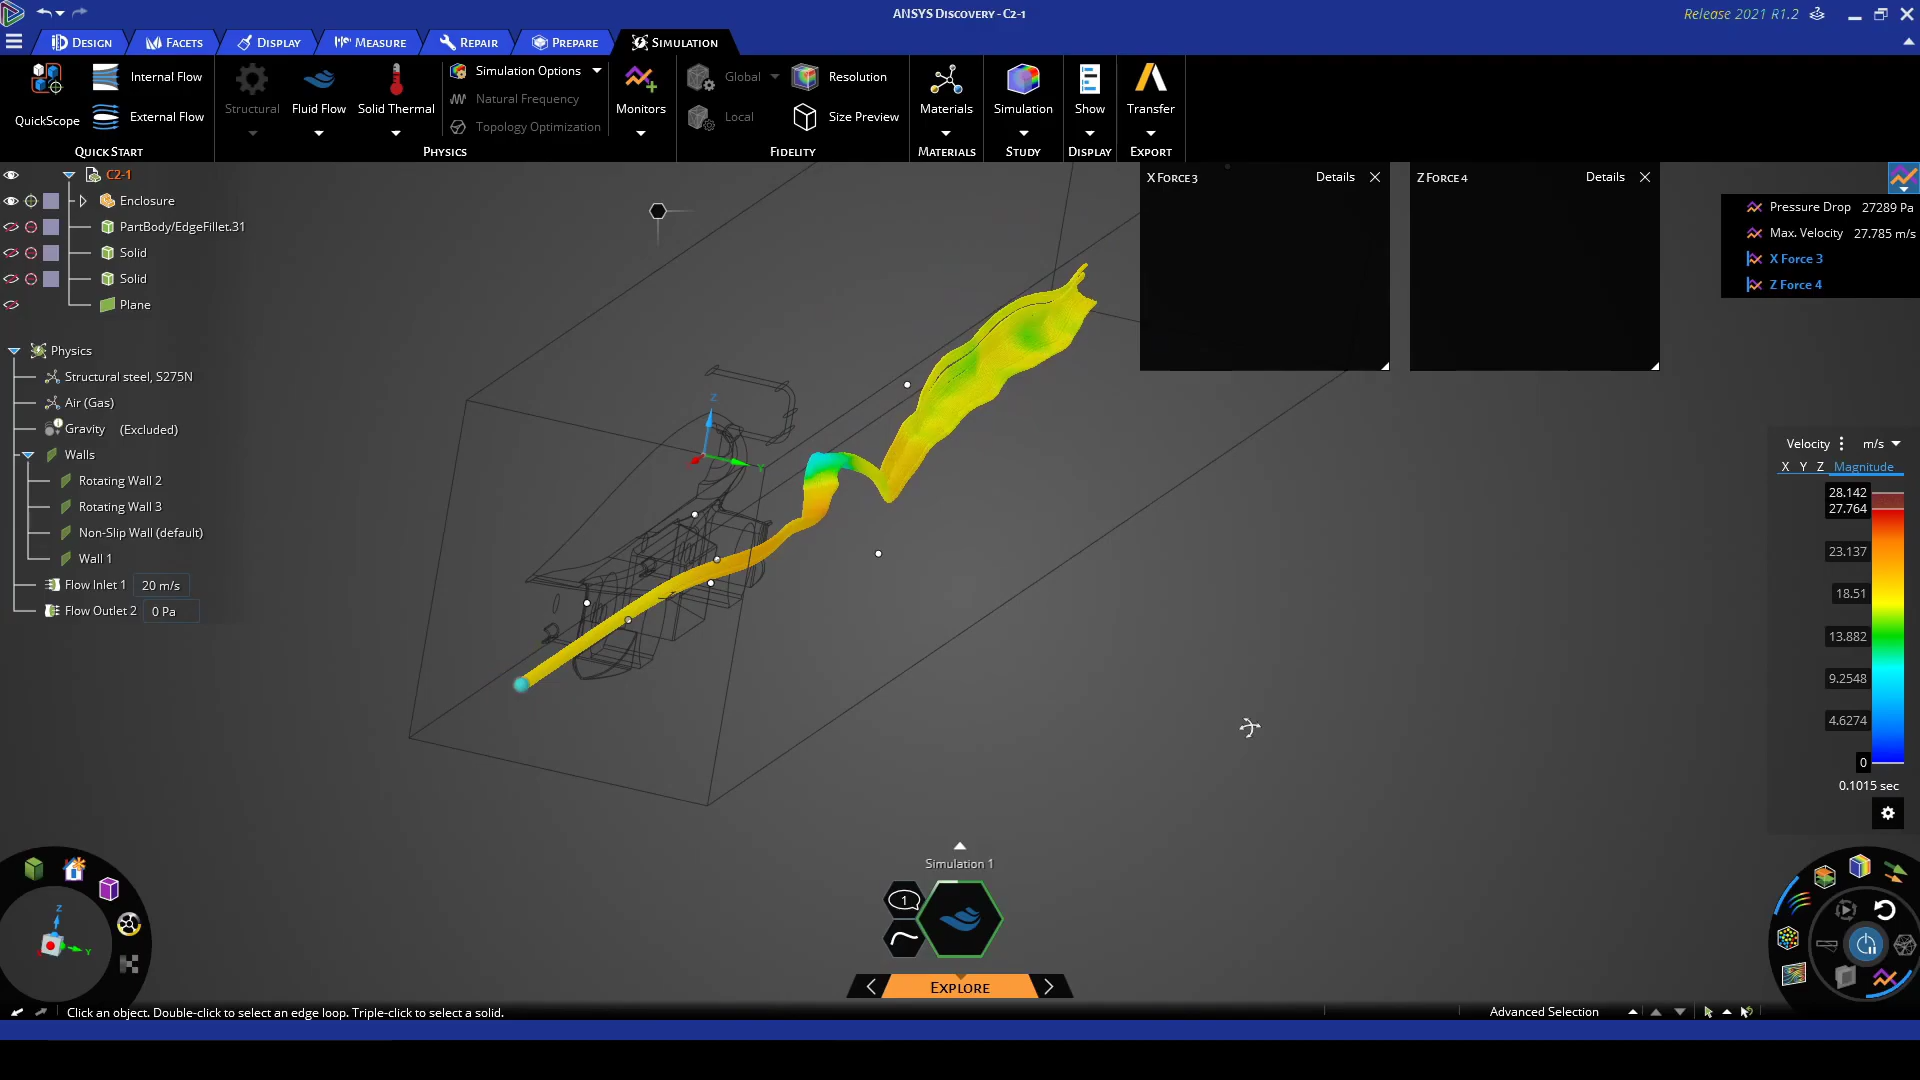 ANSYS DISCOVERY - C2-1
Release 2021 R1.2
DESIGN
FACETS
DISPLAY
MEASURE
REPAIR
PREPARE
SIMULATION
QuickScope
Internal Flow
External Flow
QUICK START
Structural
Fluid Flow
Solid Thermal
Simulation Options
Natural Frequency
Topology Optimization
PHYSICS
Monitors
Global
Local
Resolution
Size Preview
FIDELITY
Materials
MATERIALS
Simulation
STUDY
Show
DISPLAY
Transfer
EXPORT
C2-1
Enclosure
PartBody/EdgeFillet.31
Solid
Solid
Plane
Physics
Structural steel, S275N
Air (Gas)
Gravity (Excluded)
Walls
Rotating Wall 2
Rotating Wall 3
Non-Slip Wall (default)
Wall 1
Flow Inlet 1 20 m/s
Flow Outlet 2 0 Pa
Z
Y
X FORCE 3 Details
Z FORCE 4 Details
Pressure Drop 27289 Pa
Max. Velocity 27.785 m/s
X Force 3
Z Force 4
Velocity m/s
X Y Z Magnitude
28.142
27.764
23.137
18.51
13.882
9.2548
4.6274
0
0.1015 sec
Simulation 1
1
EXPLORE
Z
Y
Click an object. Double-click to select an edge loop. Triple-click to select a solid.
Advanced Selection